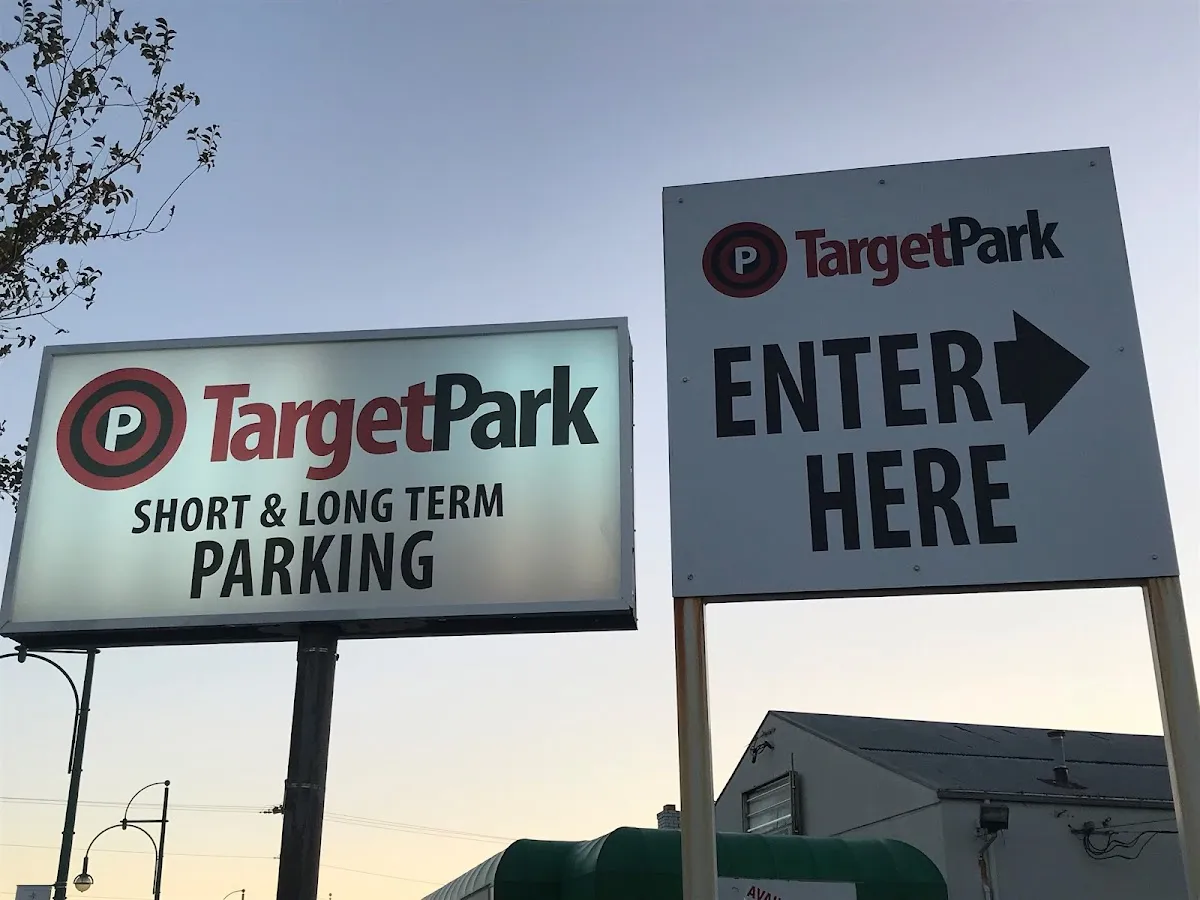 P TargetPark
SHORT & LONG TERM
PARKING
P TargetPark
ENTER
HERE